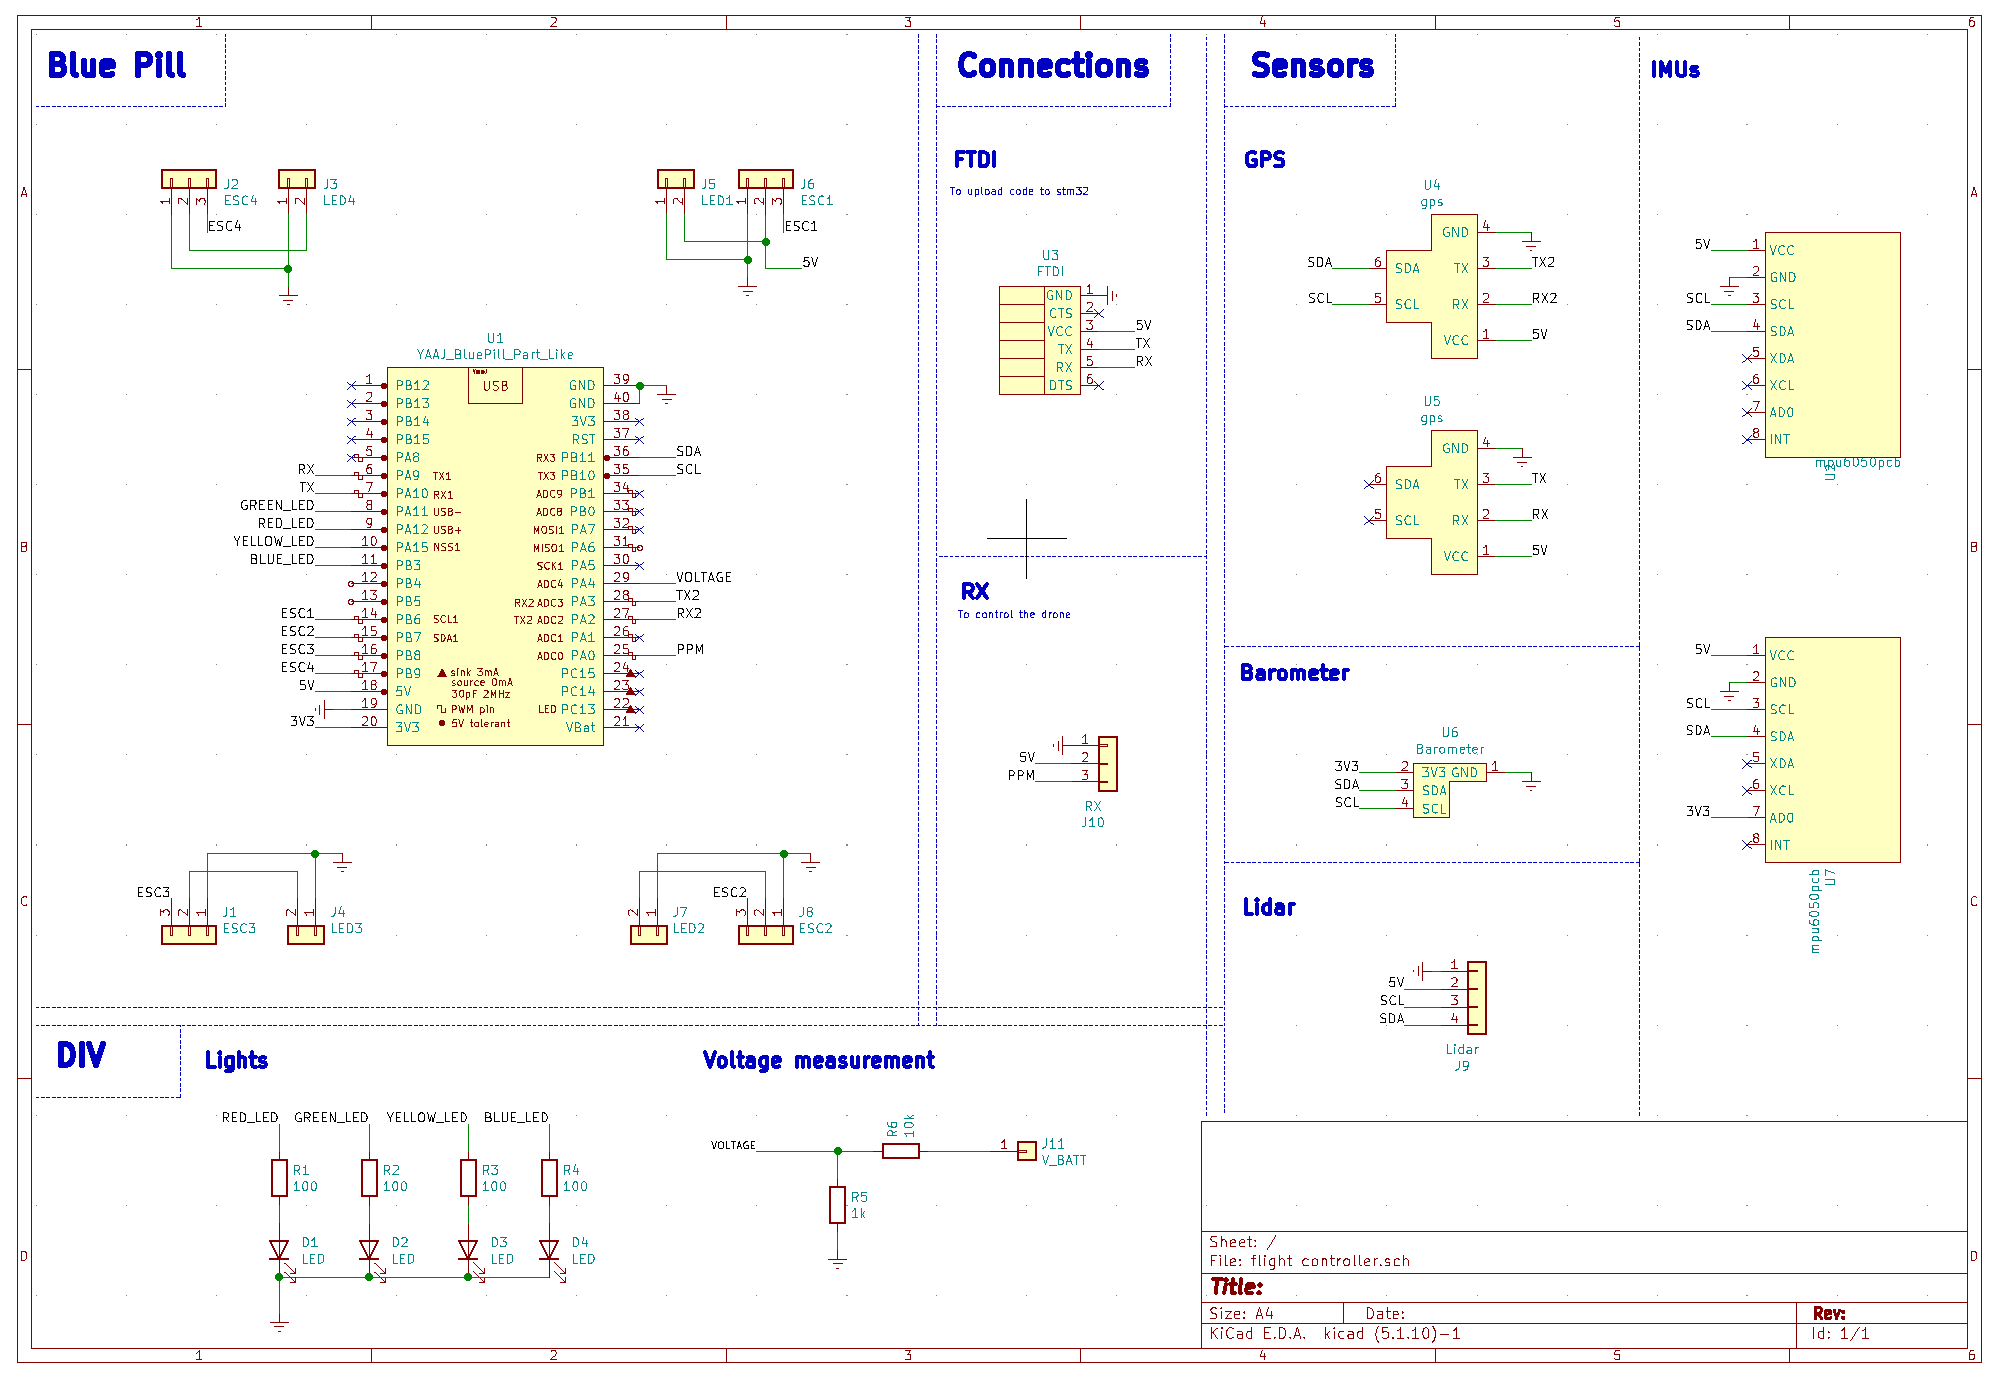 1 2 3 4 5 6
A
B
C
D
A
B
C
D
1 2 3 4 5 6
Blue Pill
J2
ESC4
1 2 3
ESC4
J3
LED4
1 2
J5
LED1
1 2
J6
ESC1
1 2 3
ESC1
5V
U1
YAAJ_BluePill_Part_Like
USB
1 PB12
2 PB13
3 PB14
4 PB15
5 PA8
RX 6 PA9 TX1
TX 7 PA10 RX1
GREEN_LED 8 PA11 USB-
RED_LED 9 PA12 USB+
YELLOW_LED 10 PA15 NSS1
BLUE_LED 11 PB3
12 PB4
13 PB5
ESC1 14 PB6 SCL1
ESC2 15 PB7 SDA1
ESC3 16 PB8
ESC4 17 PB9
5V 18 5V
19 GND
3V3 20 3V3
sink 3mA
source 0mA
30pF 2MHz
PWM pin
5V tolerant
GND 39
GND 40
3V3 38
RST 37
RX3 PB11 36 SDA
TX3 PB10 35 SCL
ADC9 PB1 34
ADC8 PB0 33
MOSI1 PA7 32
MISO1 PA6 31
SCK1 PA5 30
ADC4 PA4 29 VOLTAGE
RX2 ADC3 PA3 28 TX2
TX2 ADC2 PA2 27 RX2
ADC1 PA1 26
ADC0 PA0 25 PPM
PC15 24
PC14 23
LED PC13 22
VBat 21
ESC3
3 2 1
J1
ESC3
2 1
J4
LED3
2 1
J7
LED2
ESC2
3 2 1
J8
ESC2
Connections
FTDI
To upload code to stm32
U3
FTDI
GND 1
CTS 2
VCC 3 5V
TX 4 TX
RX 5 RX
DTS 6
RX
To control the drone
1
5V 2
PPM 3
RX
J10
Sensors
GPS
U4
gps
GND 4
SDA 6 SDA TX 3 TX2
SCL 5 SCL RX 2 RX2
VCC 1 5V
U5
gps
GND 4
6 SDA TX 3 TX
5 SCL RX 2 RX
VCC 1 5V
Barometer
U6
Barometer
3V3 2 3V3 GND 1
SDA 3 SDA
SCL 4 SCL
Lidar
1
5V 2
SCL 3
SDA 4
Lidar
J9
IMUs
5V 1 VCC
2 GND
SCL 3 SCL
SDA 4 SDA
5 XDA
6 XCL
7 AD0
8 INT
mpu6050pcb
5V 1 VCC
2 GND
SCL 3 SCL
SDA 4 SDA
5 XDA
6 XCL
3V3 7 AD0
8 INT
mpu6050pcb
U7
DIV
Lights
RED_LED GREEN_LED YELLOW_LED BLUE_LED
R1
100
R2
100
R3
100
R4
100
D1
LED
D2
LED
D3
LED
D4
LED
Voltage measurement
VOLTAGE
R6
10k
1
J11
V_BATT
R5
1k
Sheet: /
File: flight controller.sch
Title:
Size: A4 Date: Rev:
KiCad E.D.A. kicad (5.1.10)-1 Id: 1/1